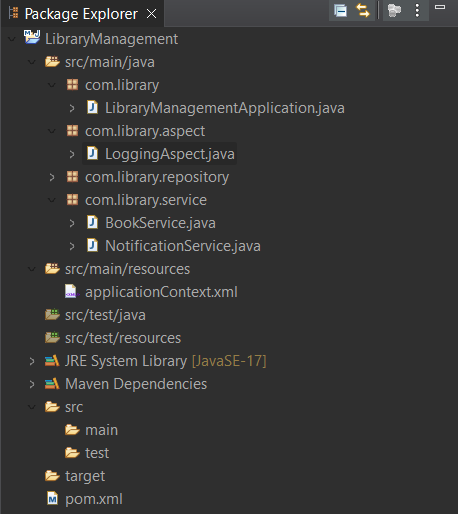 Package Explorer
LibraryManagement
src/main/java
com.library
LibraryManagementApplication.java
com.library.aspect
LoggingAspect.java
com.library.repository
com.library.service
BookService.java
NotificationService.java
src/main/resources
applicationContext.xml
src/test/java
src/test/resources
JRE System Library [JavaSE-17]
Maven Dependencies
src
main
test
target
pom.xml